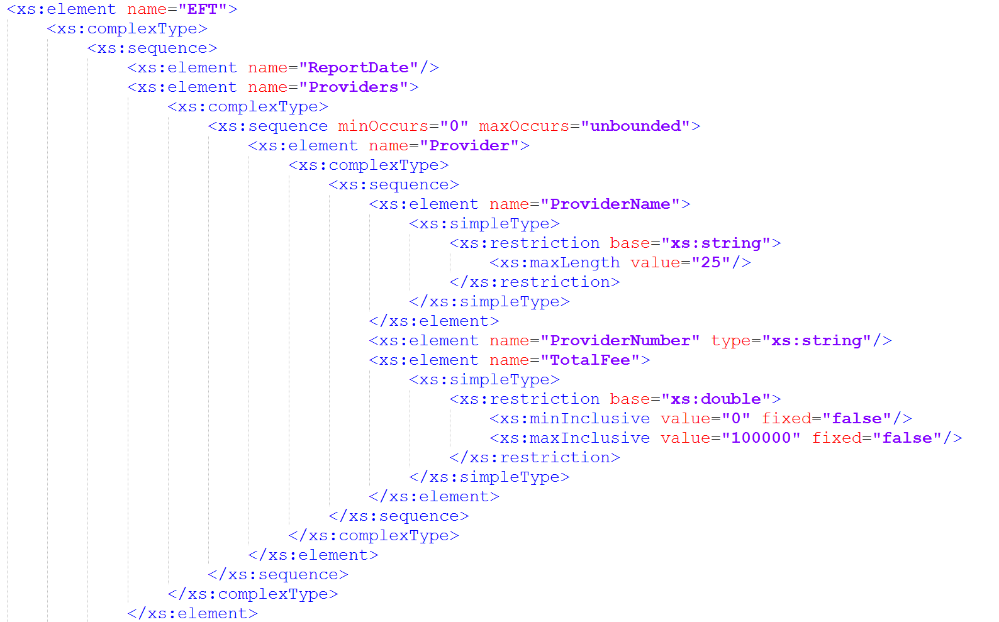 <xs:element name="EFT">
<xs:complexType>
<xs:sequence>
<xs:element name="ReportDate"/>
<xs:element name="Providers">
<xs:complexType>
<xs:sequence minOccurs="0" maxOccurs="unbounded">
<xs:element name="Provider">
<xs:complexType>
<xs:sequence>
<xs:element name="ProviderName">
<xs:simpleType>
<xs:restriction base="xs:string">
<xs:maxLength value="25"/>
</xs:restriction>
</xs:simpleType>
</xs:element>
<xs:element name="ProviderNumber" type="xs:string"/>
<xs:element name="TotalFee">
<xs:simpleType>
<xs:restriction base="xs:double">
<xs:minInclusive value="0" fixed="false"/>
<xs:maxInclusive value="100000" fixed="false"/>
</xs:restriction>
</xs:simpleType>
</xs:element>
</xs:sequence>
</xs:complexType>
</xs:element>
</xs:sequence>
</xs:complexType>
</xs:element>